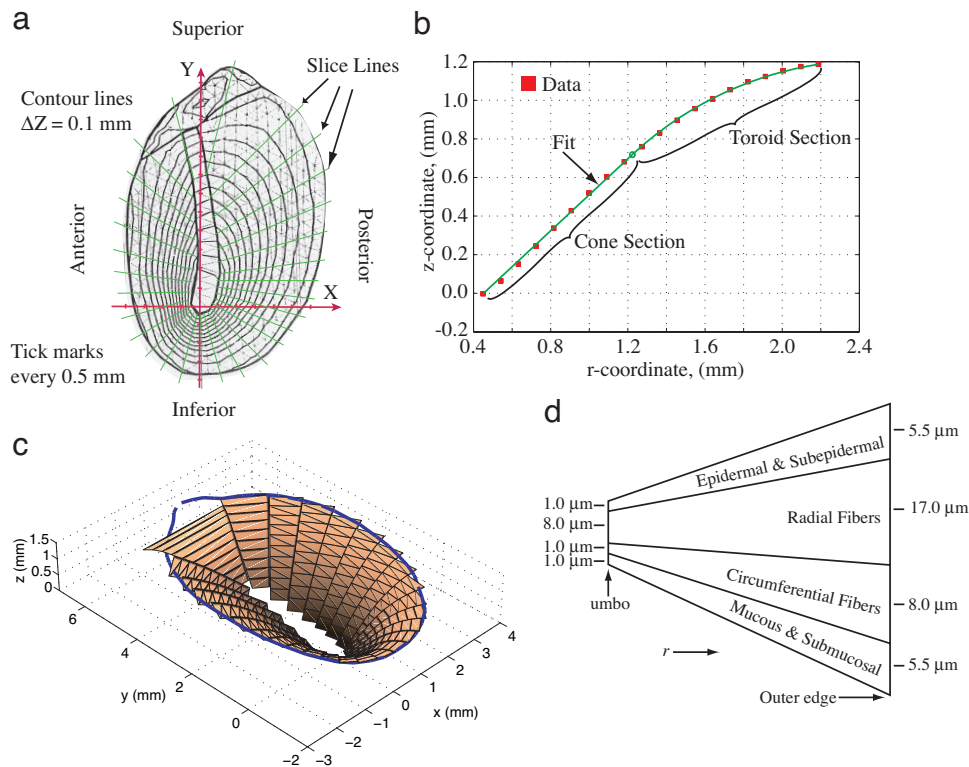 a
Superior
Y
Slice Lines
Contour lines
ΔZ = 0.1 mm
Anterior
Posterior
X
Tick marks
every 0.5 mm
Inferior
b
1.2
1.2
1.0
0.8
0.6
0.4
0.2
0.0
-0.2
z-coordinate, (mm)
Data
Fit
Toroid Section
Cone Section
0.4
0.8
1.2
1.6
2.0
2.4
r-coordinate, (mm)
c
1.5
1
0.5
0
z (mm)
6
4
2
0
-2
y (mm)
-3
-2
-1
0
1
2
3
4
x (mm)
d
Epidermal & Subepidermal
Radial Fibers
Circumferential Fibers
Mucous & Submucosal
1.0 μm
8.0 μm
1.0 μm
1.0 μm
umbo
r
Outer edge
5.5 μm
17.0 μm
8.0 μm
5.5 μm